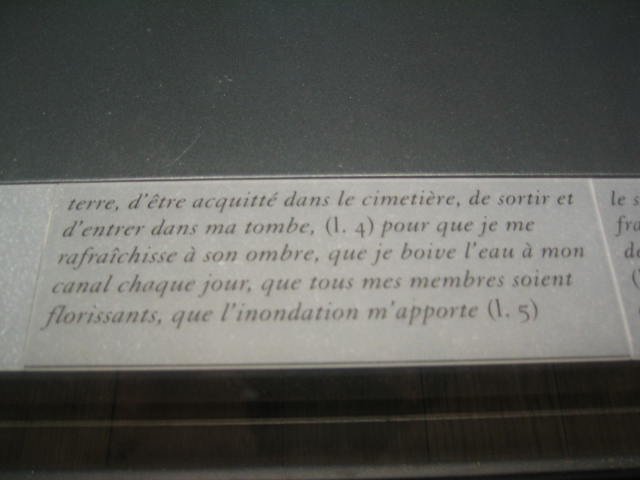 terre, d'être acquitté dans le cimetière, de sortir et
d'entrer dans ma tombe, (l. 4) pour que je me
rafraîchisse à son ombre, que je boive l'eau à mon
canal chaque jour, que tous mes membres soient
florissants, que l'inondation m'apporte (l. 5)
le